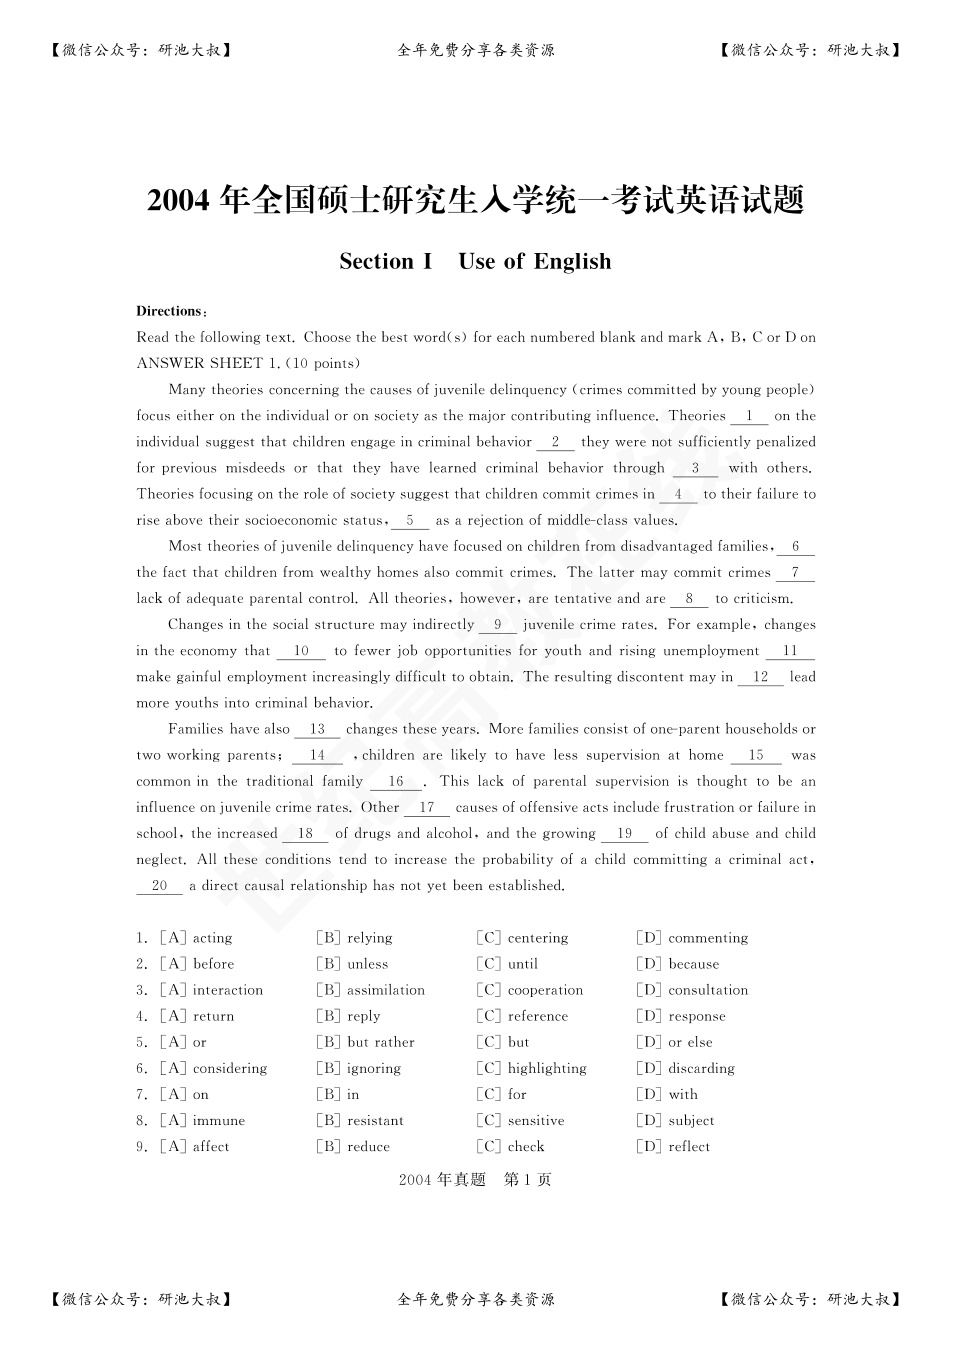 【微信公众号：研池大叔】 全年免费分享各类资源 【微信公众号：研池大叔】
2004 年全国硕士研究生入学统一考试英语试题
Section I Use of English
Directions:
Read the following text. Choose the best word(s) for each numbered blank and mark A, B, C or D on
ANSWER SHEET 1. (10 points)
Many theories concerning the causes of juvenile delinquency (crimes committed by young people)
focus either on the individual or on society as the major contributing influence. Theories 1 on the
individual suggest that children engage in criminal behavior 2 they were not sufficiently penalized
for previous misdeeds or that they have learned criminal behavior through 3 with others.
Theories focusing on the role of society suggest that children commit crimes in 4 to their failure to
rise above their socioeconomic status, 5 as a rejection of middle-class values.
Most theories of juvenile delinquency have focused on children from disadvantaged families, 6
the fact that children from wealthy homes also commit crimes. The latter may commit crimes 7
lack of adequate parental control. All theories, however, are tentative and are 8 to criticism.
Changes in the social structure may indirectly 9 juvenile crime rates. For example, changes
in the economy that 10 to fewer job opportunities for youth and rising unemployment 11
make gainful employment increasingly difficult to obtain. The resulting discontent may in 12 lead
more youths into criminal behavior.
Families have also 13 changes these years. More families consist of one-parent households or
two working parents; 14 , children are likely to have less supervision at home 15 was
common in the traditional family 16 . This lack of parental supervision is thought to be an
influence on juvenile crime rates. Other 17 causes of offensive acts include frustration or failure in
school, the increased 18 of drugs and alcohol, and the growing 19 of child abuse and child
neglect. All these conditions tend to increase the probability of a child committing a criminal act,
20 a direct causal relationship has not yet been established.
1. [A] acting [B] relying [C] centering [D] commenting
2. [A] before [B] unless [C] until [D] because
3. [A] interaction [B] assimilation [C] cooperation [D] consultation
4. [A] return [B] reply [C] reference [D] response
5. [A] or [B] but rather [C] but [D] or else
6. [A] considering [B] ignoring [C] highlighting [D] discarding
7. [A] on [B] in [C] for [D] with
8. [A] immune [B] resistant [C] sensitive [D] subject
9. [A] affect [B] reduce [C] check [D] reflect
2004 年真题 第 1 页
【微信公众号：研池大叔】 全年免费分享各类资源 【微信公众号：研池大叔】